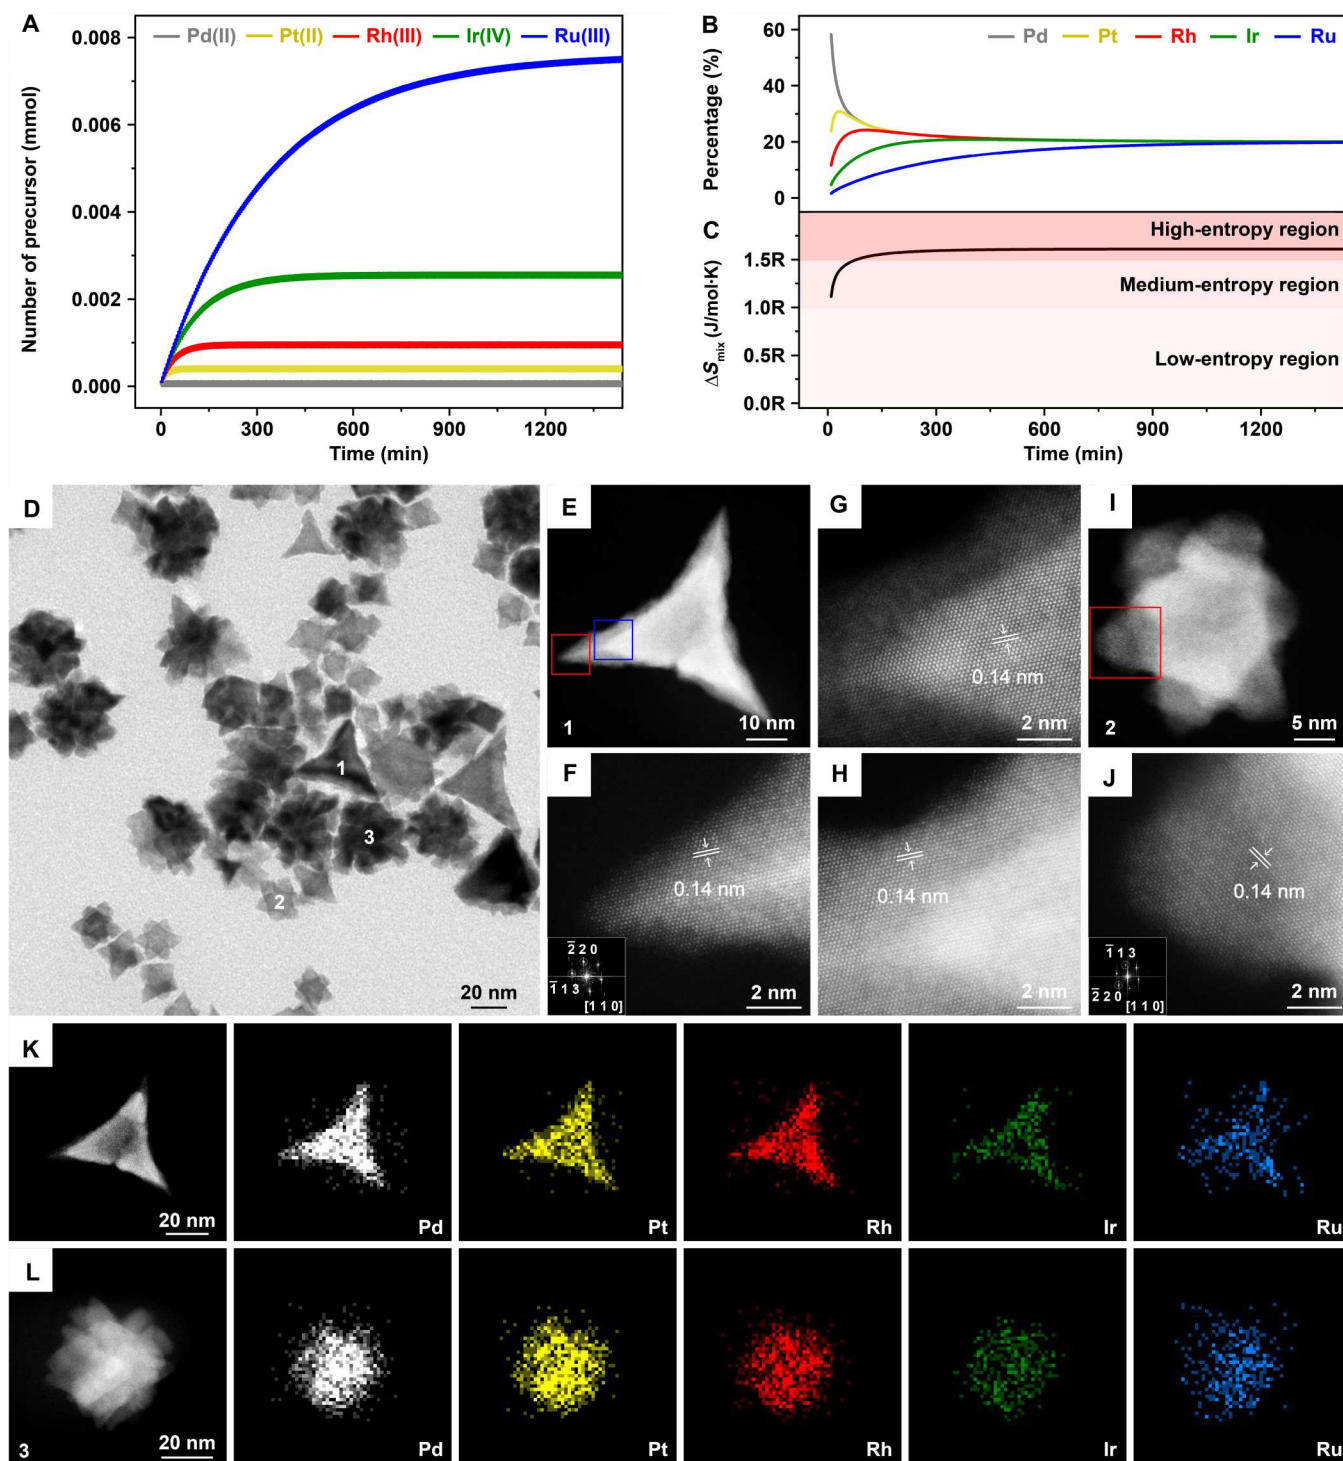 A
Pd(II) Pt(II) Rh(III) Ir(IV) Ru(III)
Number of precursor (mmol)
0.008
0.006
0.004
0.002
0.000
0 300 600 900 1200
Time (min)
B
Pd Pt Rh Ir Ru
Percentage (%)
60
40
20
0
C
High-entropy region
Medium-entropy region
Low-entropy region
ΔSmix (J/mol·K)
1.5R
1.0R
0.5R
0.0R
0 300 600 900 1200
Time (min)
D
1
3
2
20 nm
E
1
10 nm
G
0.14 nm
2 nm
I
2
5 nm
F
0.14 nm
2̅ 2 0
1̅ 1 3
[1 1 0]
2 nm
H
0.14 nm
2 nm
J
0.14 nm
1̅ 1 3
2̅ 2 0
[1 1 0]
2 nm
K
20 nm
Pd
Pt
Rh
Ir
Ru
L
3
20 nm
Pd
Pt
Rh
Ir
Ru